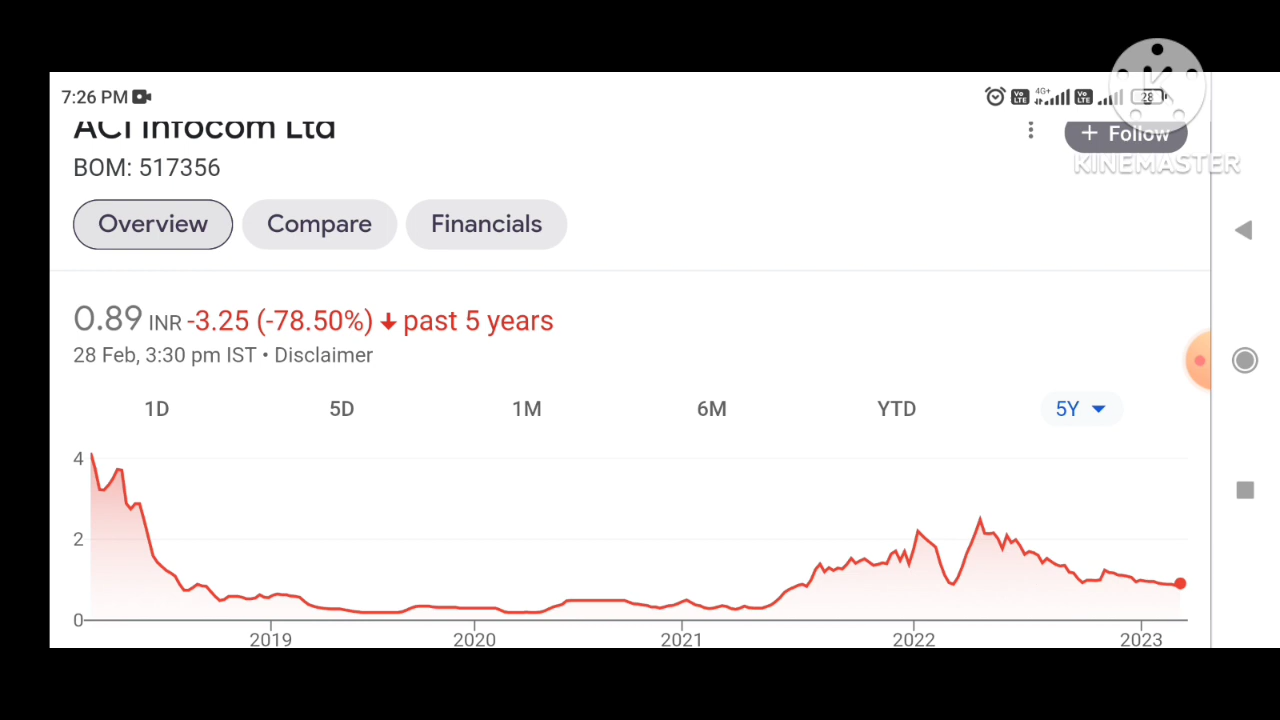 7:26 PM
4G+
28
ACI Infocom Ltd
+ Follow
BOM: 517356
KINEMASTER
Overview
Compare
Financials
0.89 INR -3.25 (-78.50%) ↓ past 5 years
28 Feb, 3:30 pm IST • Disclaimer
1D 5D 1M 6M YTD 5Y
4
2
0
2019 2020 2021 2022 2023